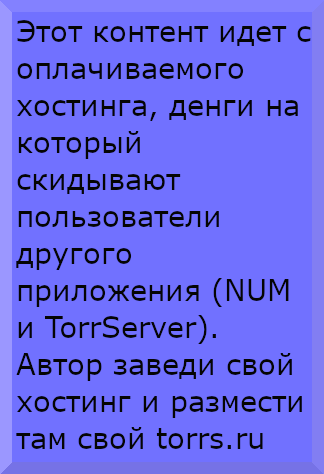 Этот контент идет с
оплачиваемого
хостинга, денги на
который
скидывают
пользователи
другого
приложения (NUM
и TorrServer).
Автор заведи свой
хостинг и размести
там свой torrs.ru